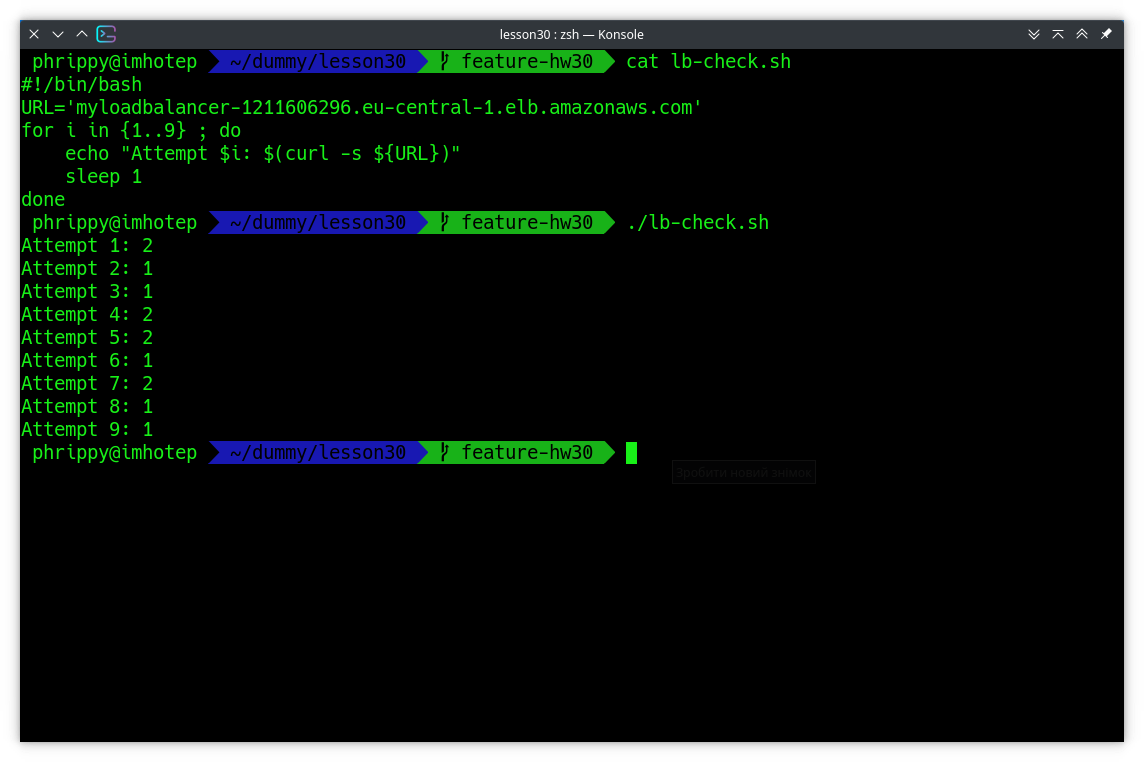 lesson30 : zsh — Konsole
phrippy@imhotep ~/dummy/lesson30 feature-hw30 cat lb-check.sh
#!/bin/bash
URL='myloadbalancer-1211606296.eu-central-1.elb.amazonaws.com'
for i in {1..9} ; do
    echo "Attempt $i: $(curl -s ${URL})"
    sleep 1
done
phrippy@imhotep ~/dummy/lesson30 feature-hw30 ./lb-check.sh
Attempt 1: 2
Attempt 2: 1
Attempt 3: 1
Attempt 4: 2
Attempt 5: 2
Attempt 6: 1
Attempt 7: 2
Attempt 8: 1
Attempt 9: 1
phrippy@imhotep ~/dummy/lesson30 feature-hw30
Зробити новий знімок